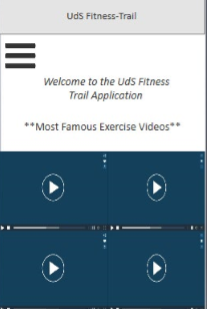 UdS Fitness-Trail
Welcome to the UdS Fitness
Trail Application
**Most Famous Exercise Videos**